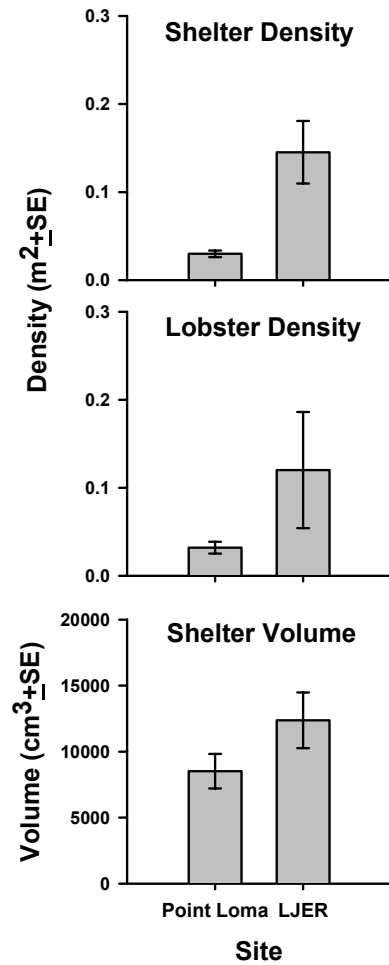 Shelter Density
0.3
0.2
0.1
0.0
Density (m²±SE)
Lobster Density
0.3
0.2
0.1
0.0
Shelter Volume
20000
15000
10000
5000
0
Volume (cm³±SE)
Point Loma LJER
Site